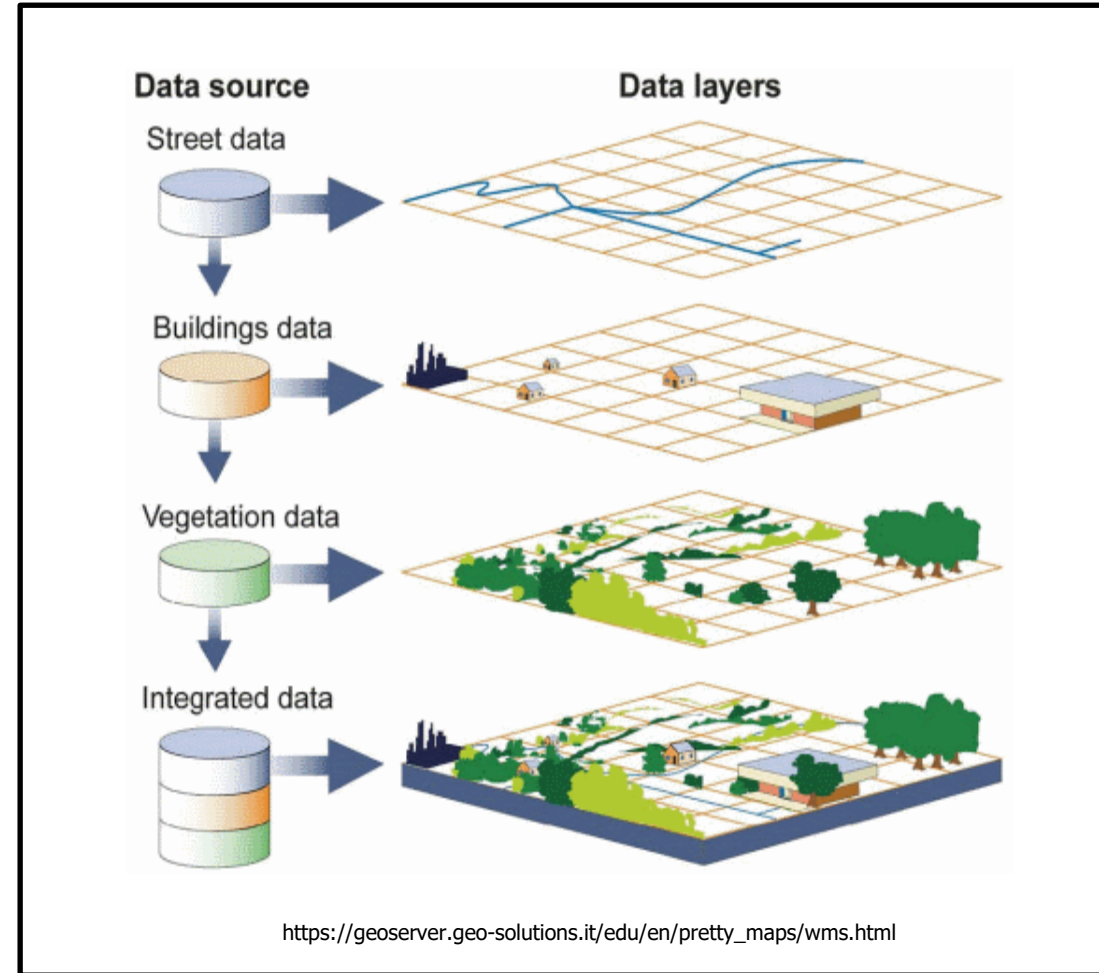 Data source
Data layers
Street data
Buildings data
Vegetation data
Integrated data
https://geoserver.geo-solutions.it/edu/en/pretty_maps/wms.html